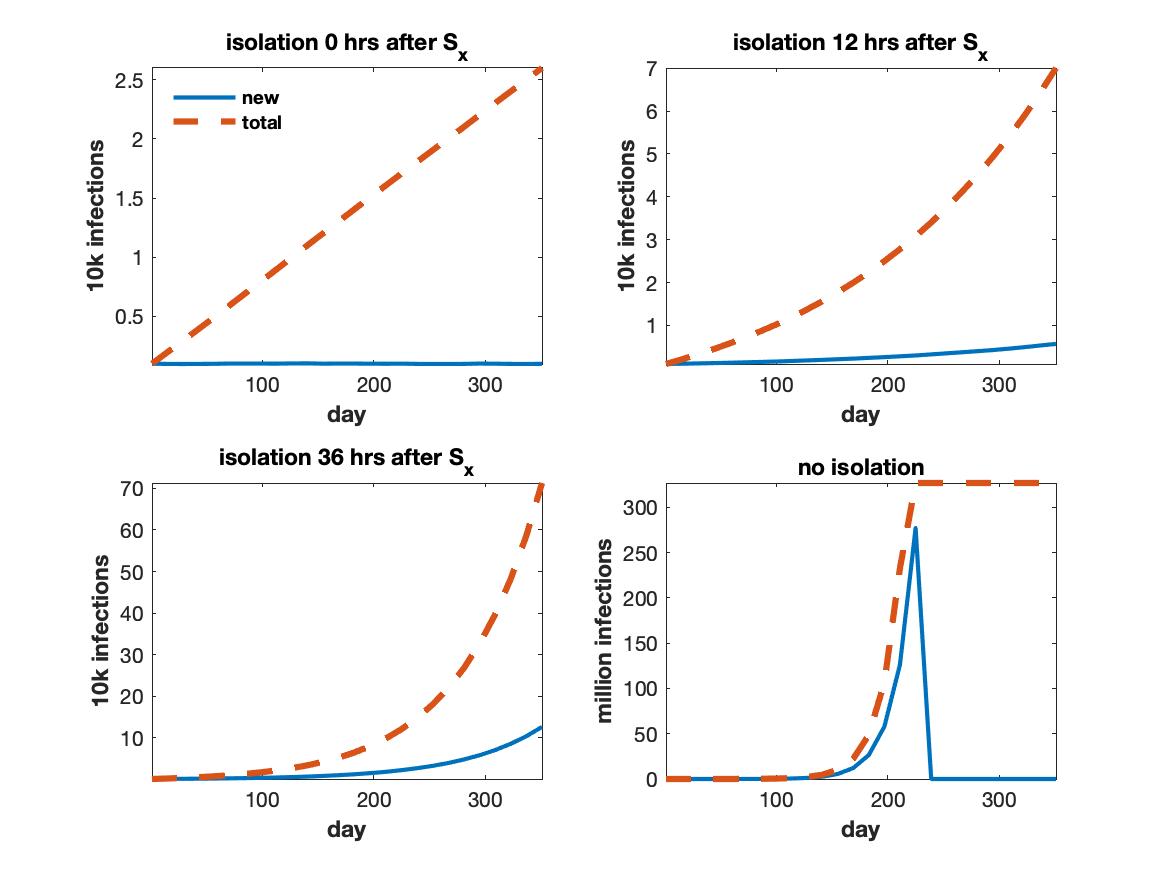 isolation 0 hrs after Sx
10k infections
2.5
2
1.5
1
0.5
new
total
100 200 300
day
isolation 12 hrs after Sx
10k infections
7
6
5
4
3
2
1
100 200 300
day
isolation 36 hrs after Sx
10k infections
70
60
50
40
30
20
10
100 200 300
day
no isolation
million infections
300
250
200
150
100
50
0
100 200 300
day